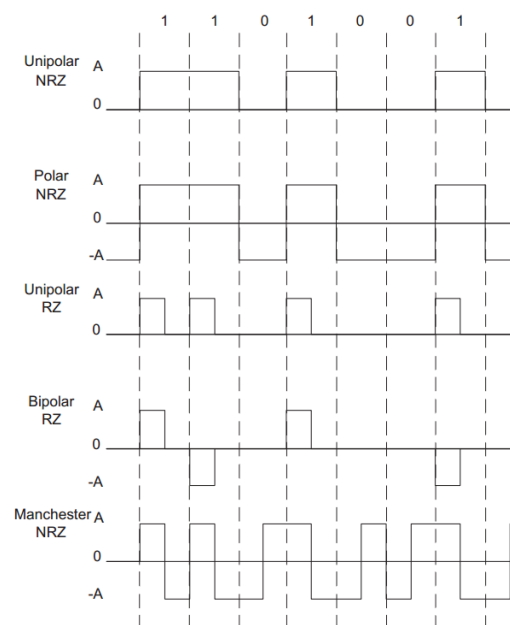 1 1 0 1 0 0 1
Unipolar
NRZ
A
0
Polar
NRZ
A
0
-A
Unipolar
RZ
A
0
Bipolar
RZ
A
0
-A
Manchester
NRZ
A
0
-A